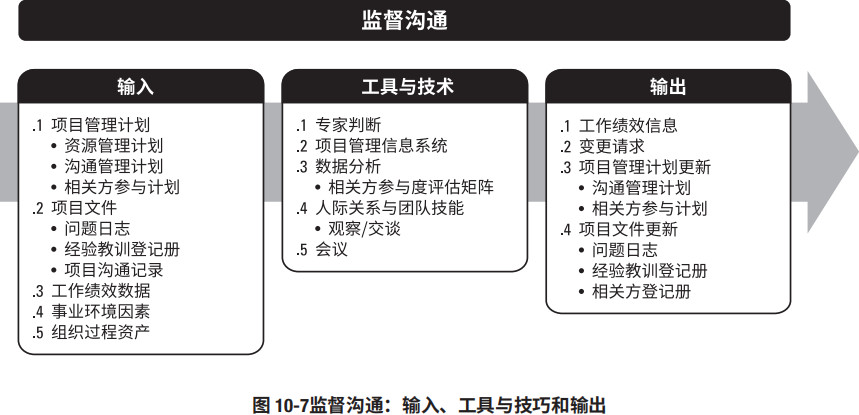 监督沟通
输入
.1 项目管理计划
• 资源管理计划
• 沟通管理计划
• 相关方参与计划
.2 项目文件
• 问题日志
• 经验教训登记册
• 项目沟通记录
.3 工作绩效数据
.4 事业环境因素
.5 组织过程资产
工具与技术
.1 专家判断
.2 项目管理信息系统
.3 数据分析
• 相关方参与度评估矩阵
.4 人际关系与团队技能
• 观察/交谈
.5 会议
输出
.1 工作绩效信息
.2 变更请求
.3 项目管理计划更新
• 沟通管理计划
• 相关方参与计划
.4 项目文件更新
• 问题日志
• 经验教训登记册
• 相关方登记册
图 10-7监督沟通：输入、工具与技巧和输出